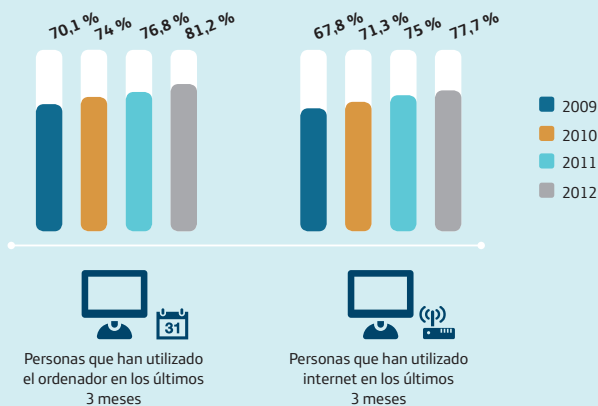 70,1 % 74 % 76,8 % 81,2 %
67,8 % 71,3 % 75 % 77,7 %
2009
2010
2011
2012
31
Personas que han utilizado
el ordenador en los últimos
3 meses
Personas que han utilizado
internet en los últimos
3 meses